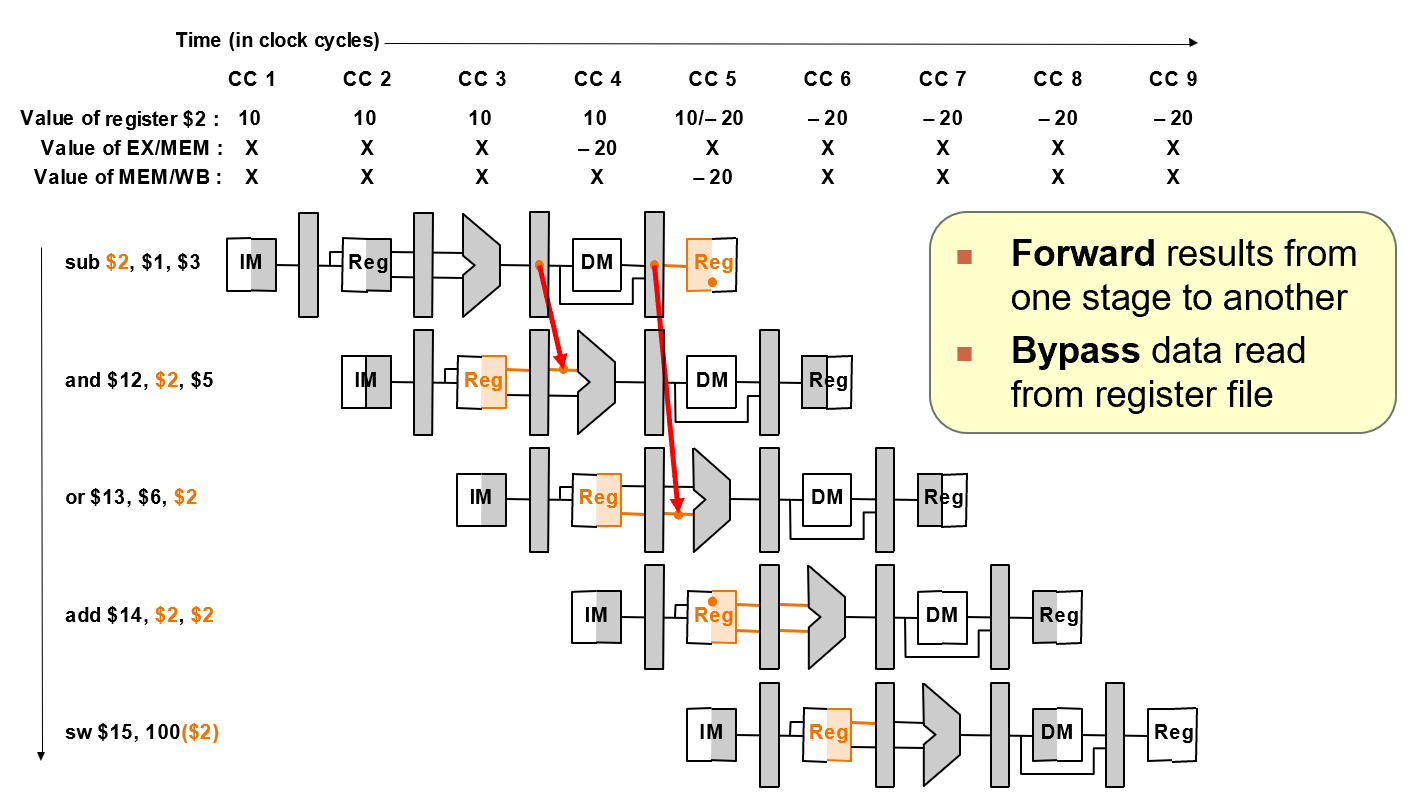 Time (in clock cycles)
CC 1 CC 2 CC 3 CC 4 CC 5 CC 6 CC 7 CC 8 CC 9
Value of register $2 : 10 10 10 10 10/– 20 – 20 – 20 – 20 – 20
Value of EX/MEM : X X X – 20 X X X X X
Value of MEM/WB : X X X X – 20 X X X X
sub $2, $1, $3 IM Reg DM Reg
and $12, $2, $5 IM Reg DM Reg
or $13, $6, $2 IM Reg DM Reg
add $14, $2, $2 IM Reg DM Reg
sw $15, 100($2) IM Reg DM Reg
Forward results from
one stage to another
Bypass data read
from register file